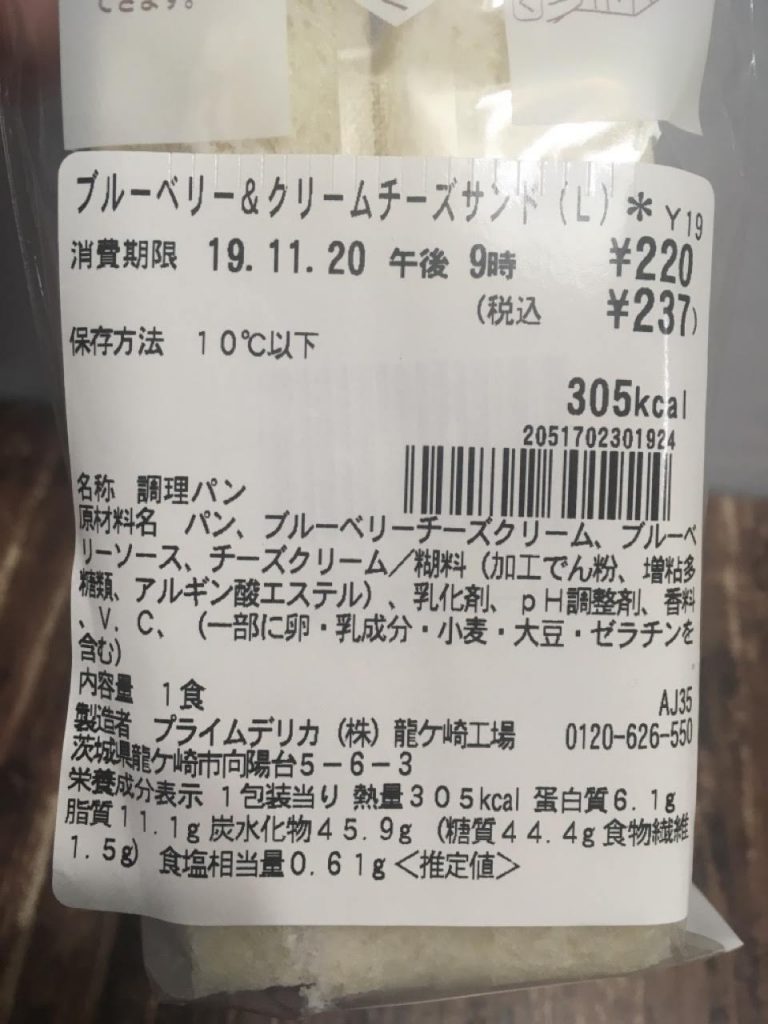 できます。
ブルーベリー＆クリームチーズサンド（L）＊ Y19
消費期限 19.11.20 午後 9時 ¥220
（税込 ¥237）
保存方法 １０℃以下
305kcal
2051702301924
名称 調理パン
原材料名 パン、ブルーベリーチーズクリーム、ブルーベ
リーソース、チーズクリーム／糊料（加工でん粉、増粘多
糖類、アルギン酸エステル）、乳化剤、ｐＨ調整剤、香料
、Ｖ．Ｃ、（一部に卵・乳成分・小麦・大豆・ゼラチンを
含む）
内容量 １食 AJ35
製造者 プライムデリカ（株）龍ケ崎工場 0120-626-550
茨城県龍ケ崎市向陽台５－６－３
栄養成分表示 １包装当り 熱量３０５kcal 蛋白質６.１g
脂質１１.１g 炭水化物４５.９g （糖質４４.４g 食物繊維
１.５g） 食塩相当量０.６１g＜推定値＞